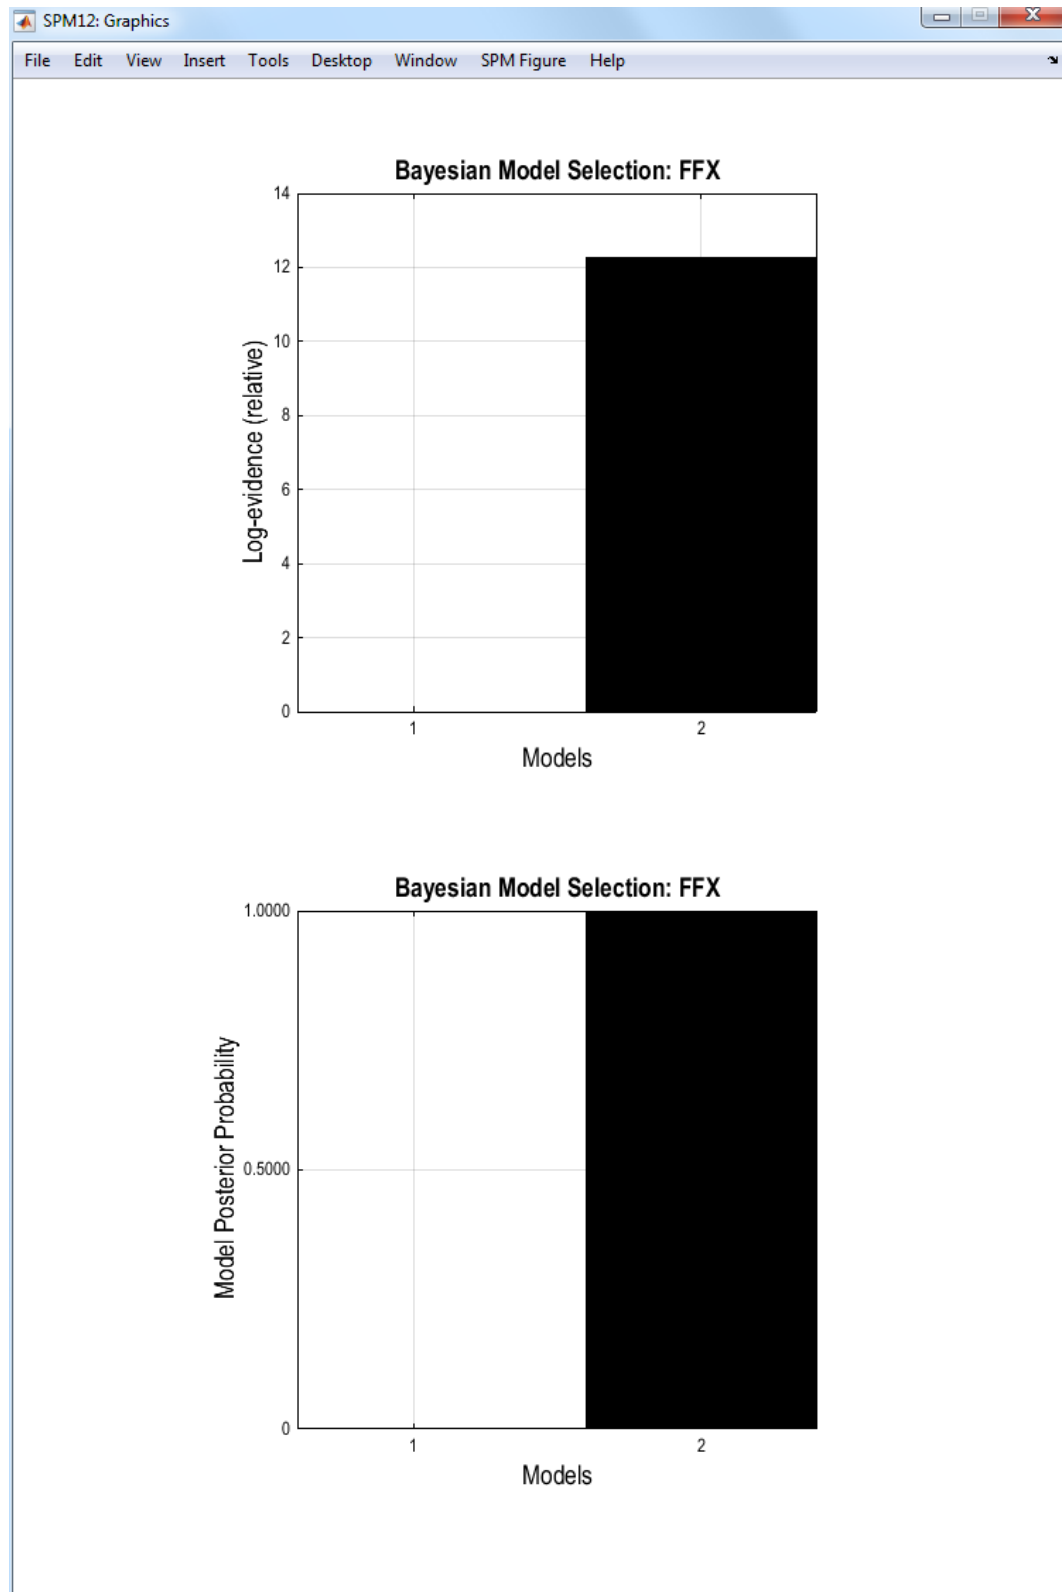 SPM12: Graphics
File Edit View Insert Tools Desktop Window SPM Figure Help
Bayesian Model Selection: FFX
14
12
10
8
6
4
2
0
Log-evidence (relative)
1 2
Models
Bayesian Model Selection: FFX
1.0000
0.5000
0
Model Posterior Probability
1 2
Models